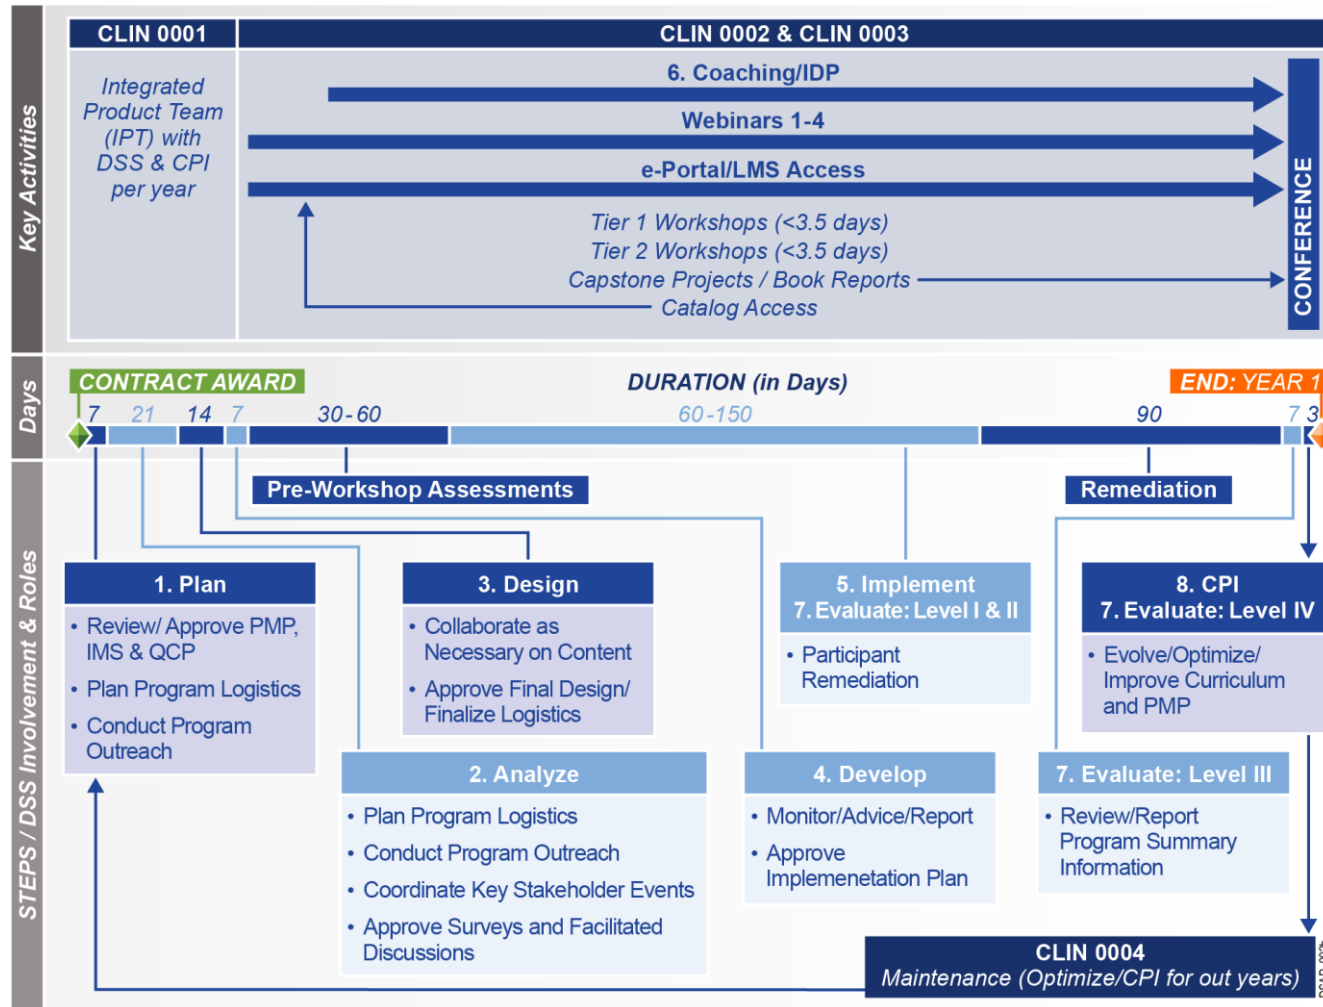 Key Activities
CLIN 0001
CLIN 0002 & CLIN 0003
Integrated
Product Team
(IPT) with
DSS & CPI
per year
6. Coaching/IDP
Webinars 1-4
e-Portal/LMS Access
Tier 1 Workshops (<3.5 days)
Tier 2 Workshops (<3.5 days)
Capstone Projects / Book Reports
Catalog Access
CONFERENCE
Days
CONTRACT AWARD
DURATION (in Days)
END: YEAR 1
7 21 14 7 30-60 60-150 90 7 3
Pre-Workshop Assessments
Remediation
STEPS / DSS Involvement & Roles
1. Plan
• Review/ Approve PMP,
IMS & QCP
• Plan Program Logistics
• Conduct Program
Outreach
3. Design
• Collaborate as
Necessary on Content
• Approve Final Design/
Finalize Logistics
5. Implement
7. Evaluate: Level I & II
• Participant
Remediation
8. CPI
7. Evaluate: Level IV
• Evolve/Optimize/
Improve Curriculum
and PMP
2. Analyze
• Plan Program Logistics
• Conduct Program Outreach
• Coordinate Key Stakeholder Events
• Approve Surveys and Facilitated
Discussions
4. Develop
• Monitor/Advice/Report
• Approve
Implemenetation Plan
7. Evaluate: Level III
• Review/Report
Program Summary
Information
CLIN 0004
Maintenance (Optimize/CPI for out years)